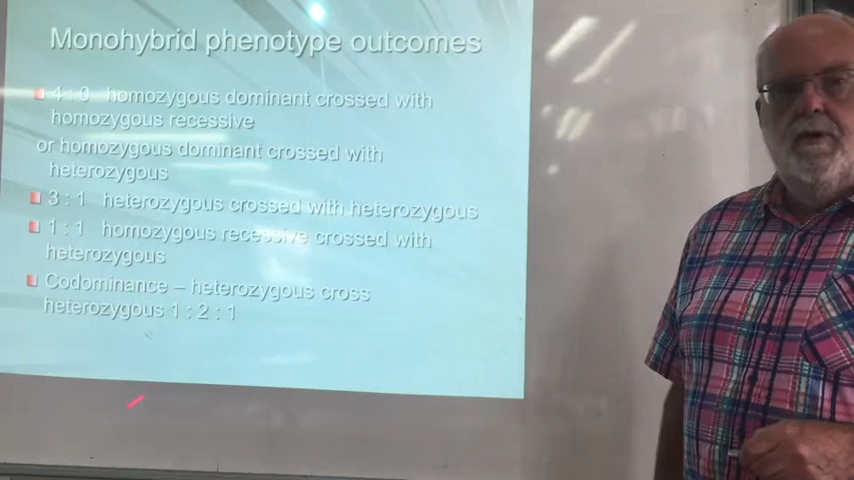 Monohybrid phenotype outcomes
4 : 0 homozygous dominant crossed with
homozygous recessive
or homozygous dominant crossed with
heterozygous
3 : 1 heterozygous crossed with heterozygous
1 : 1 homozygous recessive crossed with
heterozygous
Codominance – heterozygous cross
heterozygous 1 : 2 : 1